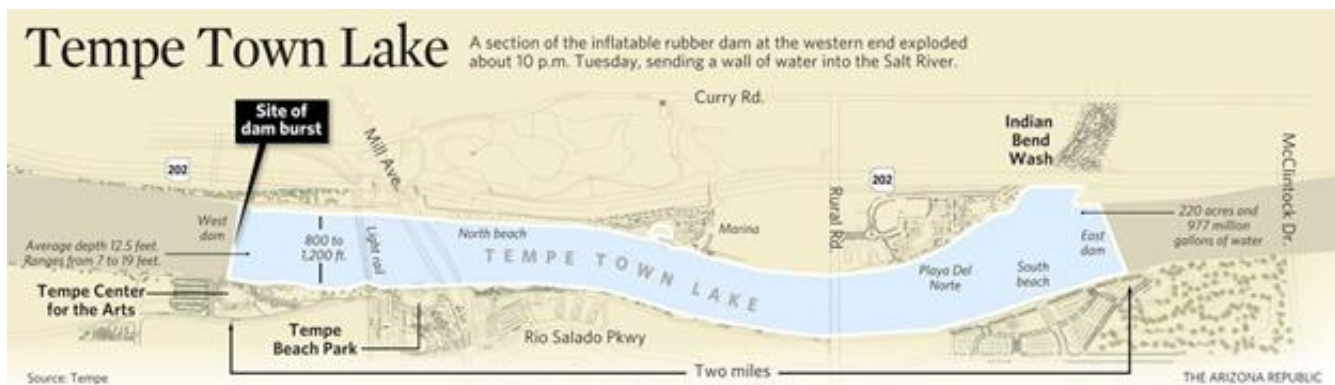 Tempe Town Lake
A section of the inflatable rubber dam at the western end exploded
about 10 p.m. Tuesday, sending a wall of water into the Salt River.
Curry Rd.
Site of
dam burst
Mill Ave.
Indian
Bend
Wash
McClintock Dr.
202
202
Rural Rd.
West
dam
Average depth 12.5 feet.
Ranges from 7 to 19 feet.
800 to
1,200 ft.
Light rail
North beach
Marina
TEMPE TOWN LAKE
Playa Del
Norte
South
beach
East
dam
220 acres and
977 million
gallons of water
Tempe Center
for the Arts
Tempe
Beach Park
Rio Salado Pkwy
Two miles
Source: Tempe
THE ARIZONA REPUBLIC